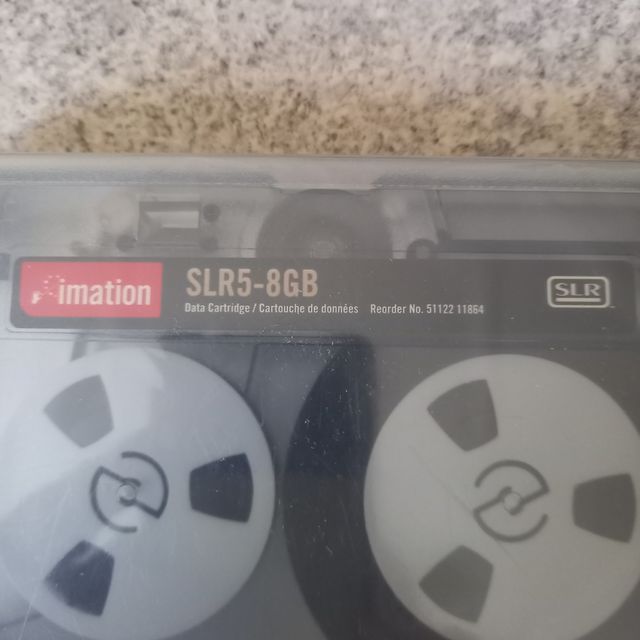 imation
SLR5-8GB
Data Cartridge / Cartouche de données Reorder No. 51122 11864
SLR